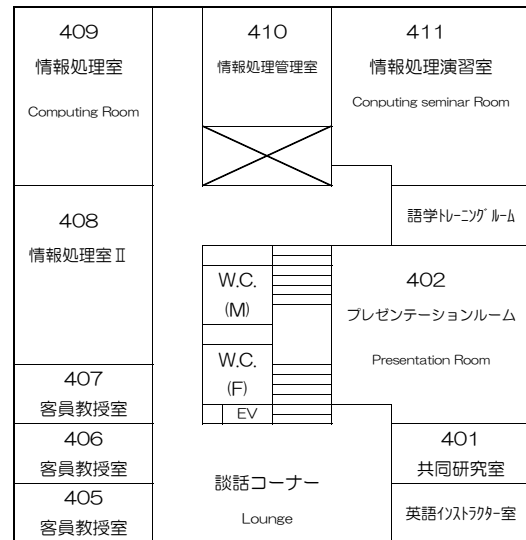 409
情報処理室
Computing Room
410
情報処理管理室
411
情報処理演習室
Conputing seminar Room
語学ﾄﾚｰﾆﾝｸﾞﾙｰﾑ
408
情報処理室Ⅱ
W.C.
(M)
402
プレゼンテーションルーム
Presentation Room
W.C.
(F)
EV
407
客員教授室
406
客員教授室
405
客員教授室
談話コーナー
Lounge
401
共同研究室
英語ｲﾝｽﾄﾗｸﾀｰ室